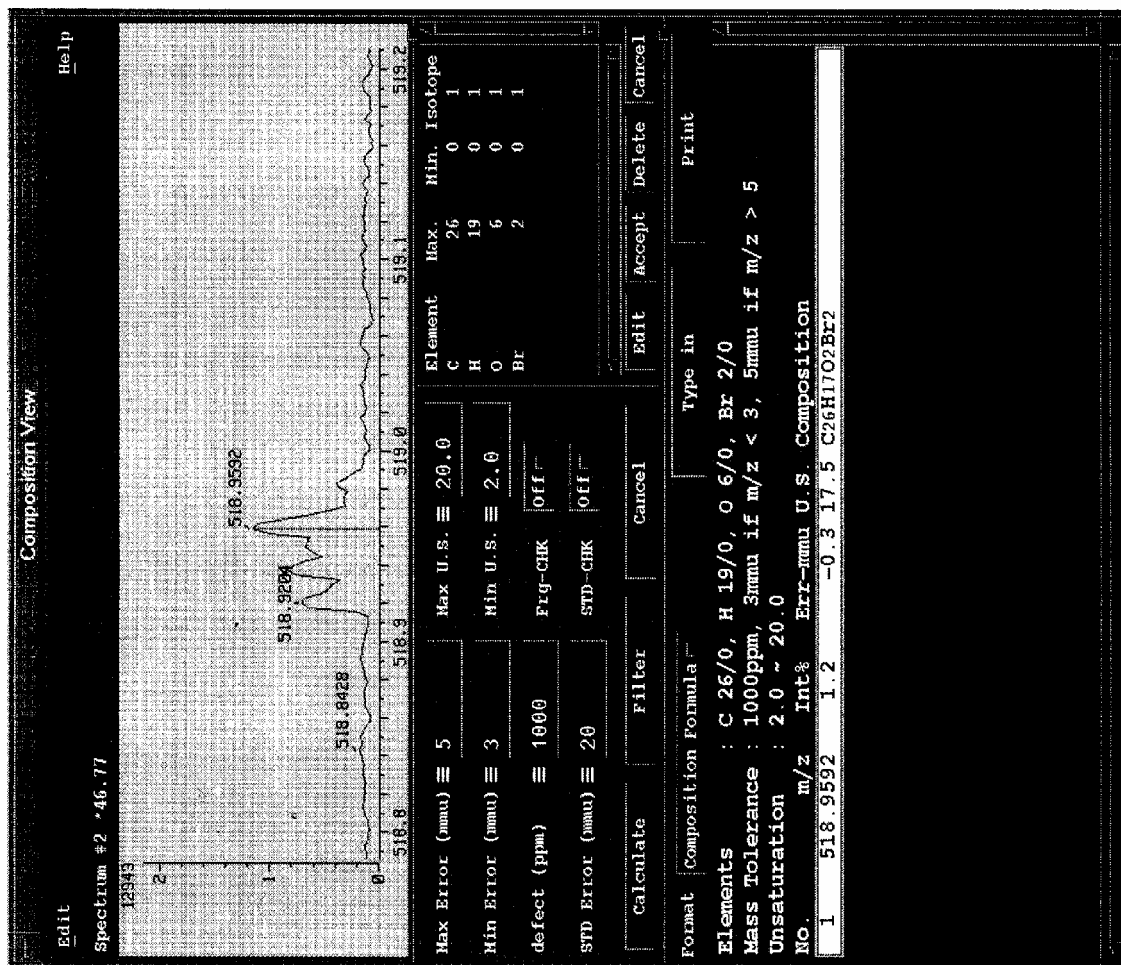 Composition View
Edit Help
Spectrum #2 *46.77
12949
2
1
0
518.8428
518.9204
518.9592
518.8 518.9 519.0 519.1 519.2
Max Error (mmu) ≡ 5 Max U.S. ≡ 20.0
Min Error (mmu) ≡ 3 Min U.S. ≡ 2.0
defect (ppm) ≡ 1000 Frg-CHK off
STD Error (mmu) ≡ 20 STD-CHK off
Element Max. Min. Isotope
C 26 0 1
H 19 0 1
O 6 0 1
Br 2 0 1
Calculate Filter Cancel Edit Accept Delete Cancel
Format Composition Formula Type in Print
Elements : C 26/0, H 19/0, O 6/0, Br 2/0
Mass Tolerance : 1000ppm, 3mmu if m/z < 3, 5mmu if m/z > 5
Unsaturation : 2.0 ~ 20.0
No. m/z Int% Err-mmu U.S. Composition
1 518.9592 1.2 -0.3 17.5 C26H17O2Br2